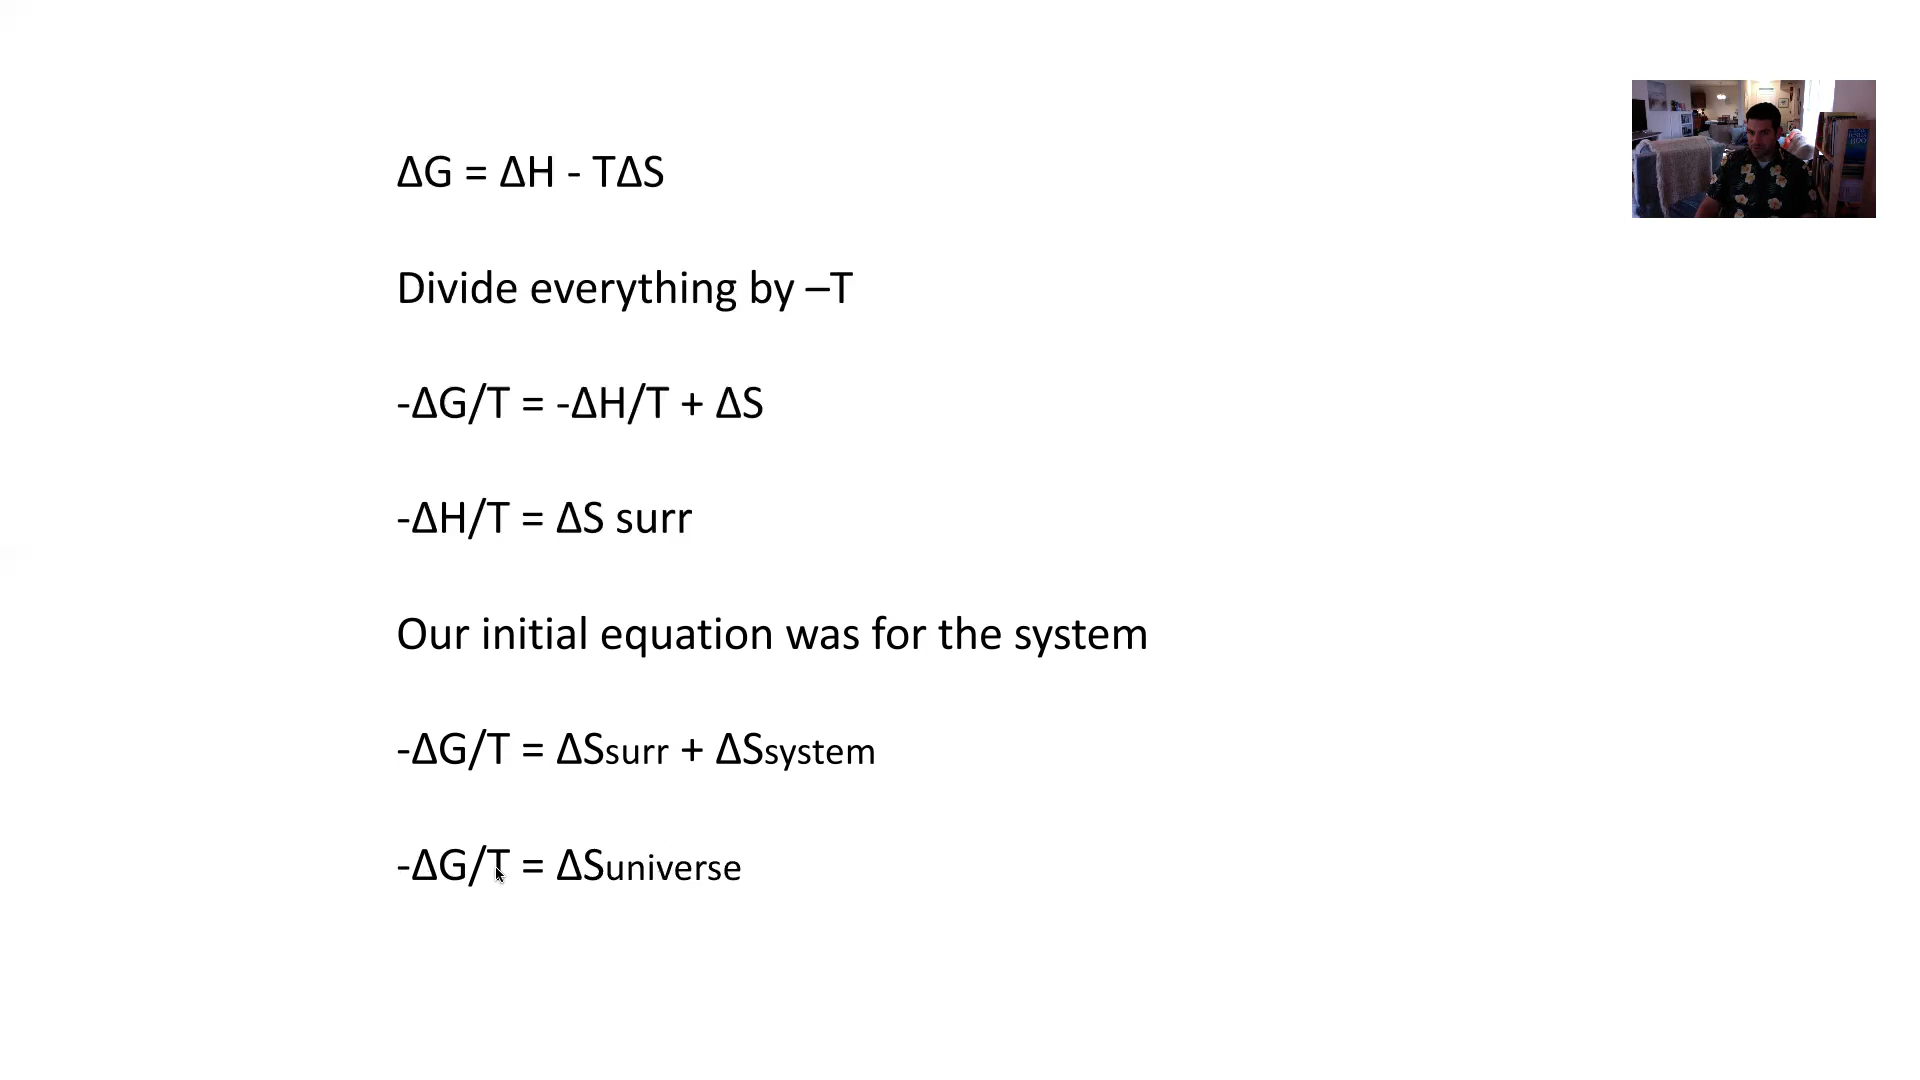 ΔG = ΔH - TΔS
Divide everything by –T
-ΔG/T = -ΔH/T + ΔS
-ΔH/T = ΔS surr
Our initial equation was for the system
-ΔG/T = ΔSsurr + ΔSsystem
-ΔG/T = ΔSuniverse